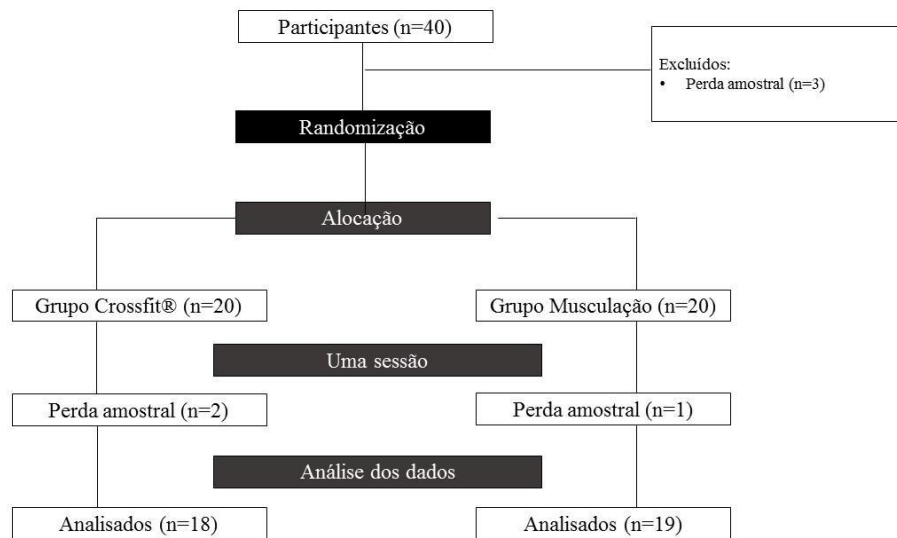 Participantes (n=40)
Excluídos:
• Perda amostral (n=3)
Randomização
Alocação
Grupo Crossfit® (n=20)
Grupo Musculação (n=20)
Uma sessão
Perda amostral (n=2)
Perda amostral (n=1)
Análise dos dados
Analisados (n=18)
Analisados (n=19)